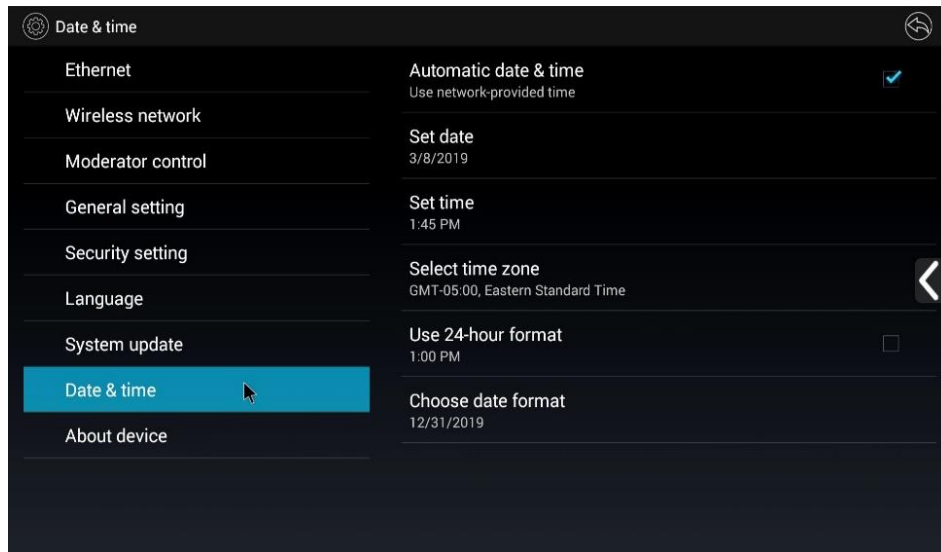 Date & time
Ethernet
Wireless network
Moderator control
General setting
Security setting
Language
System update
Date & time
About device
Automatic date & time
Use network-provided time
Set date
3/8/2019
Set time
1:45 PM
Select time zone
GMT-05:00, Eastern Standard Time
Use 24-hour format
1:00 PM
Choose date format
12/31/2019